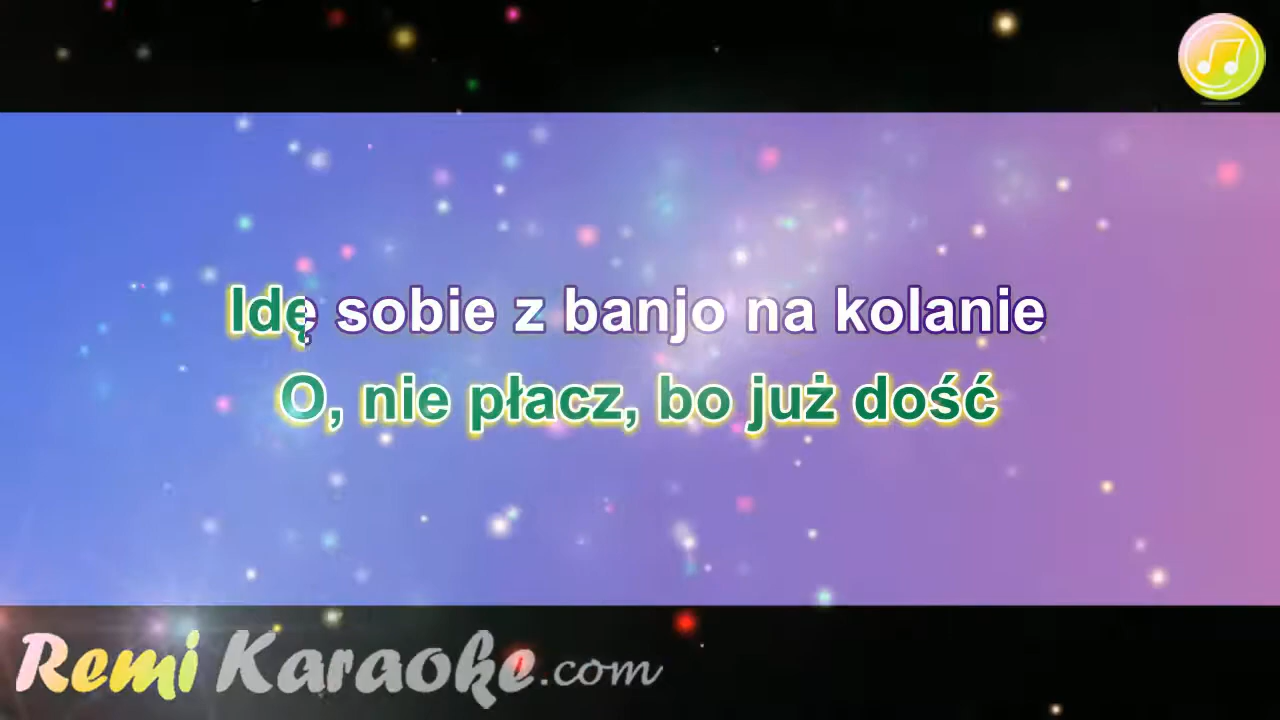 Idę sobie z banjo na kolanie
O, nie płacz, bo już dość
Remi Karaoke.com